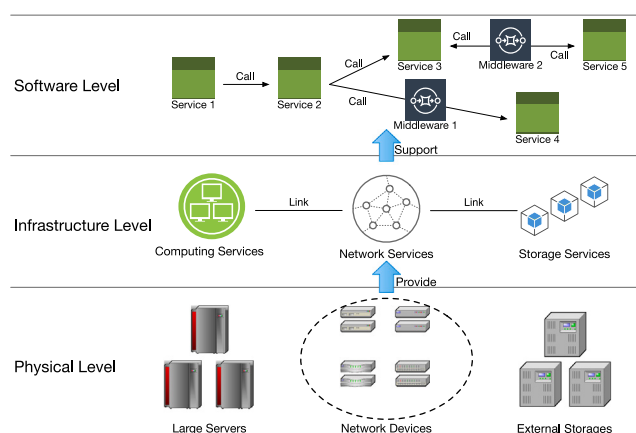 Software Level
Service 1
Call
Service 2
Call
Call
Service 3
Call
Middleware 2
Call
Service 5
Middleware 1
Service 4
Support
Infrastructure Level
Computing Services
Link
Network Services
Link
Storage Services
Provide
Physical Level
Large Servers
Network Devices
External Storages